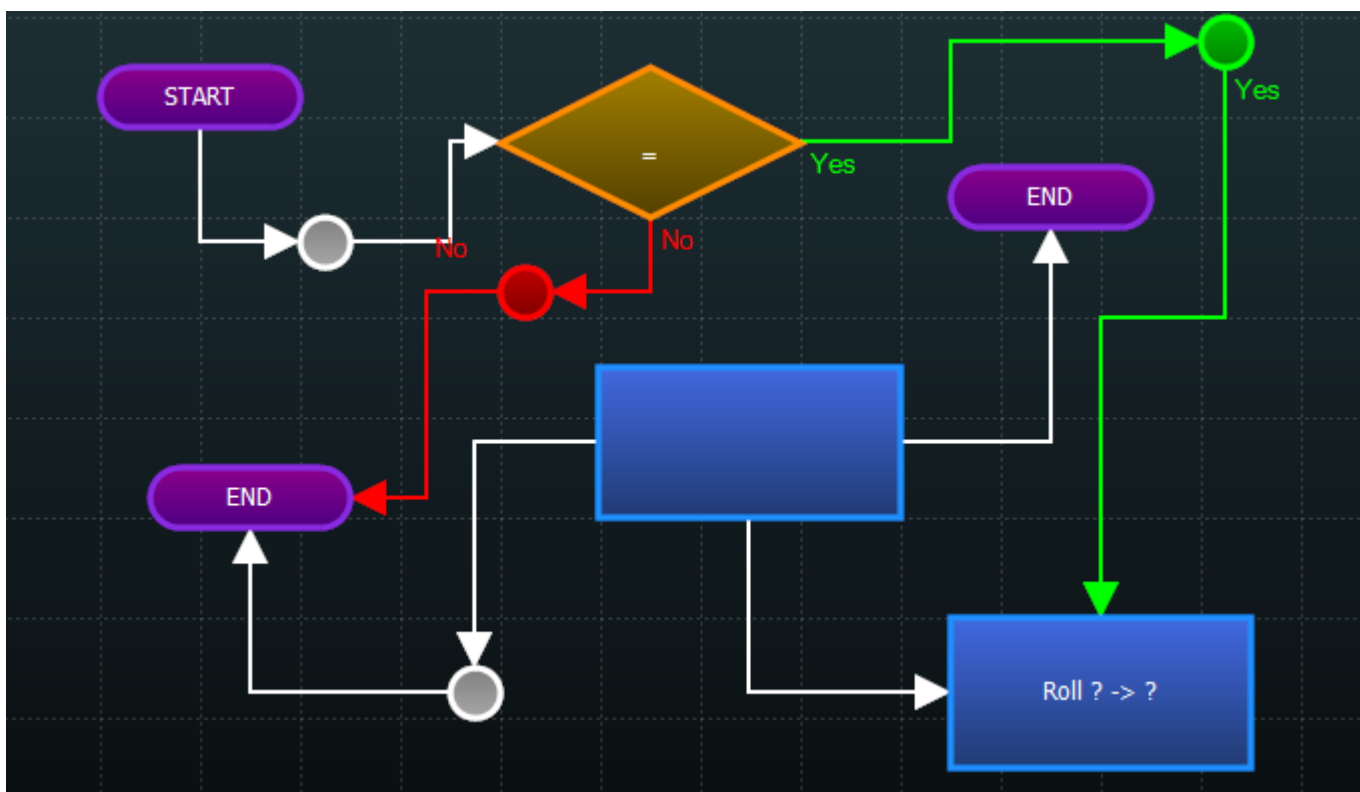 START
=
Yes
Yes
END
No
No
END
Roll ? -> ?